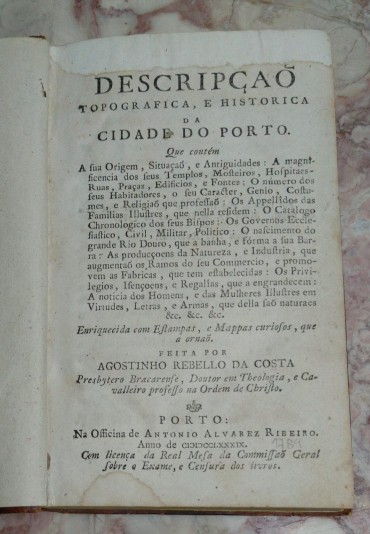 DESCRIPÇAÕ
TOPOGRAFICA, E HISTORICA
DA
CIDADE DO PORTO.
Que contém
A sua Origem, Situaçaõ, e Antiguidades: A magni-
ficencia dos seus Templos, Mosteiros, Hospitaes,
Ruas, Praças, Edificios, e Fontes: O número dos
seus Habitadores, o seu Caracter, Genio, Costu-
mes, e Religiaõ que professaõ: Os Appellidos das
Familias Illustres, que nella residem: O Catálogo
Chronologico dos seus Bispos: Os Governos Eccle-
siastico, Civil, Militar, Politico: O nascimento do
grande Rio Douro, que a banha, e fórma a sua Bar-
ra: As producçoens da Natureza, e Industria, que
augmentaõ os Ramos do seu Commercio, e promo-
vem as Fabricas, que tem estabelecidas: Os Privi-
legios, Isençoens, e Regalias, que a engrandecem:
A noticia dos Homens, e das Mulheres Illustres em
Virtudes, Letras, e Armas, que della saõ naturaes
&c. &c. &c.
Enriquecida com Estampas, e Mappas curiosos, que
a ornaõ.
FEITA POR
AGOSTINHO REBELLO DA COSTA
Presbytero Bracarense, Doutor em Theologia, e Ca-
valleiro professo na Ordem de Christo.
PORTO:
Na Officina de ANTONIO ALVAREZ RIBEIRO.
Anno de CIƆIƆCCLXXXIX. 1789
Com licença da Real Mesa da Commissaõ Geral
sobre o Exame, e Censura dos livros.